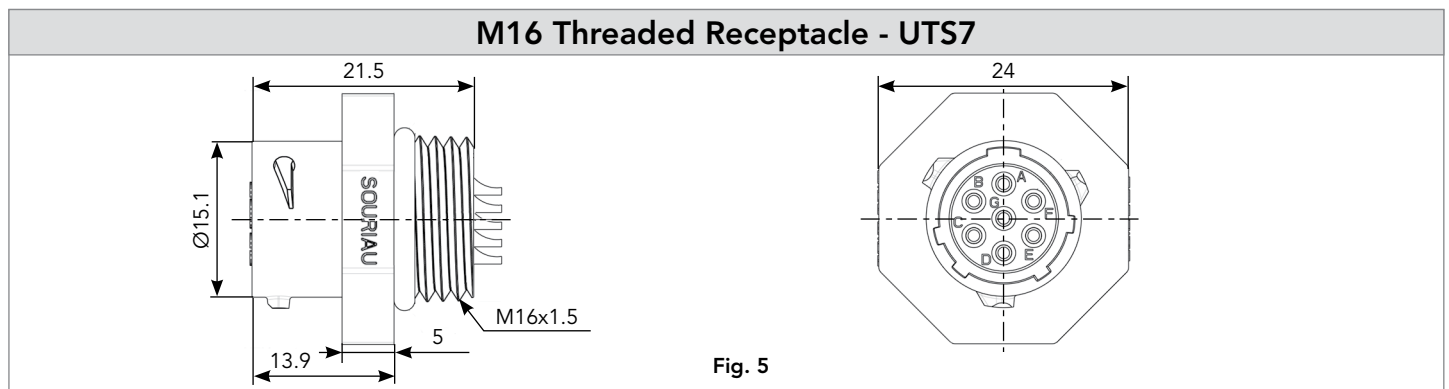 M16 Threaded Receptacle - UTS7
21.5
24
Ø15.1
SOURIAU
M16x1.5
5
13.9
B A
G
C E
D E
Fig. 5